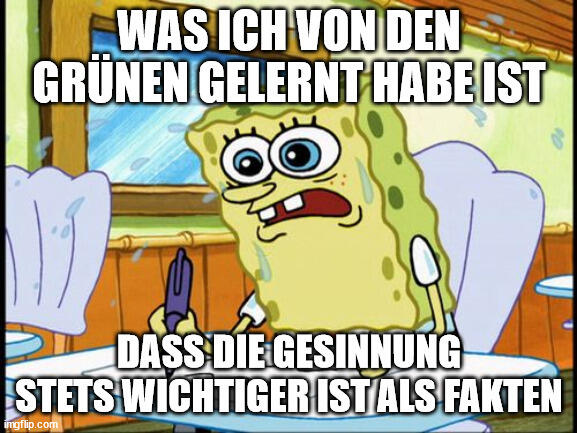 WAS ICH VON DEN
GRÜNEN GELERNT HABE IST
DASS DIE GESINNUNG
STETS WICHTIGER IST ALS FAKTEN
imgflip.com